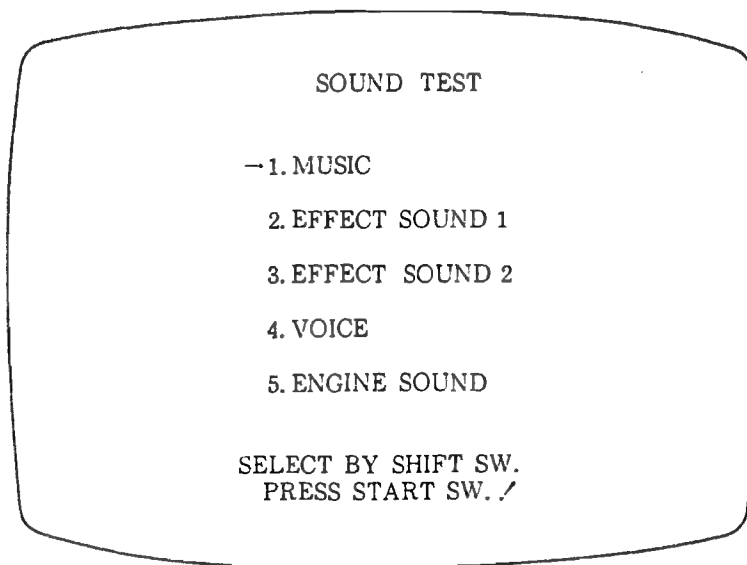 SOUND TEST
→1. MUSIC
2. EFFECT SOUND 1
3. EFFECT SOUND 2
4. VOICE
5. ENGINE SOUND
SELECT BY SHIFT SW.
PRESS START SW. !